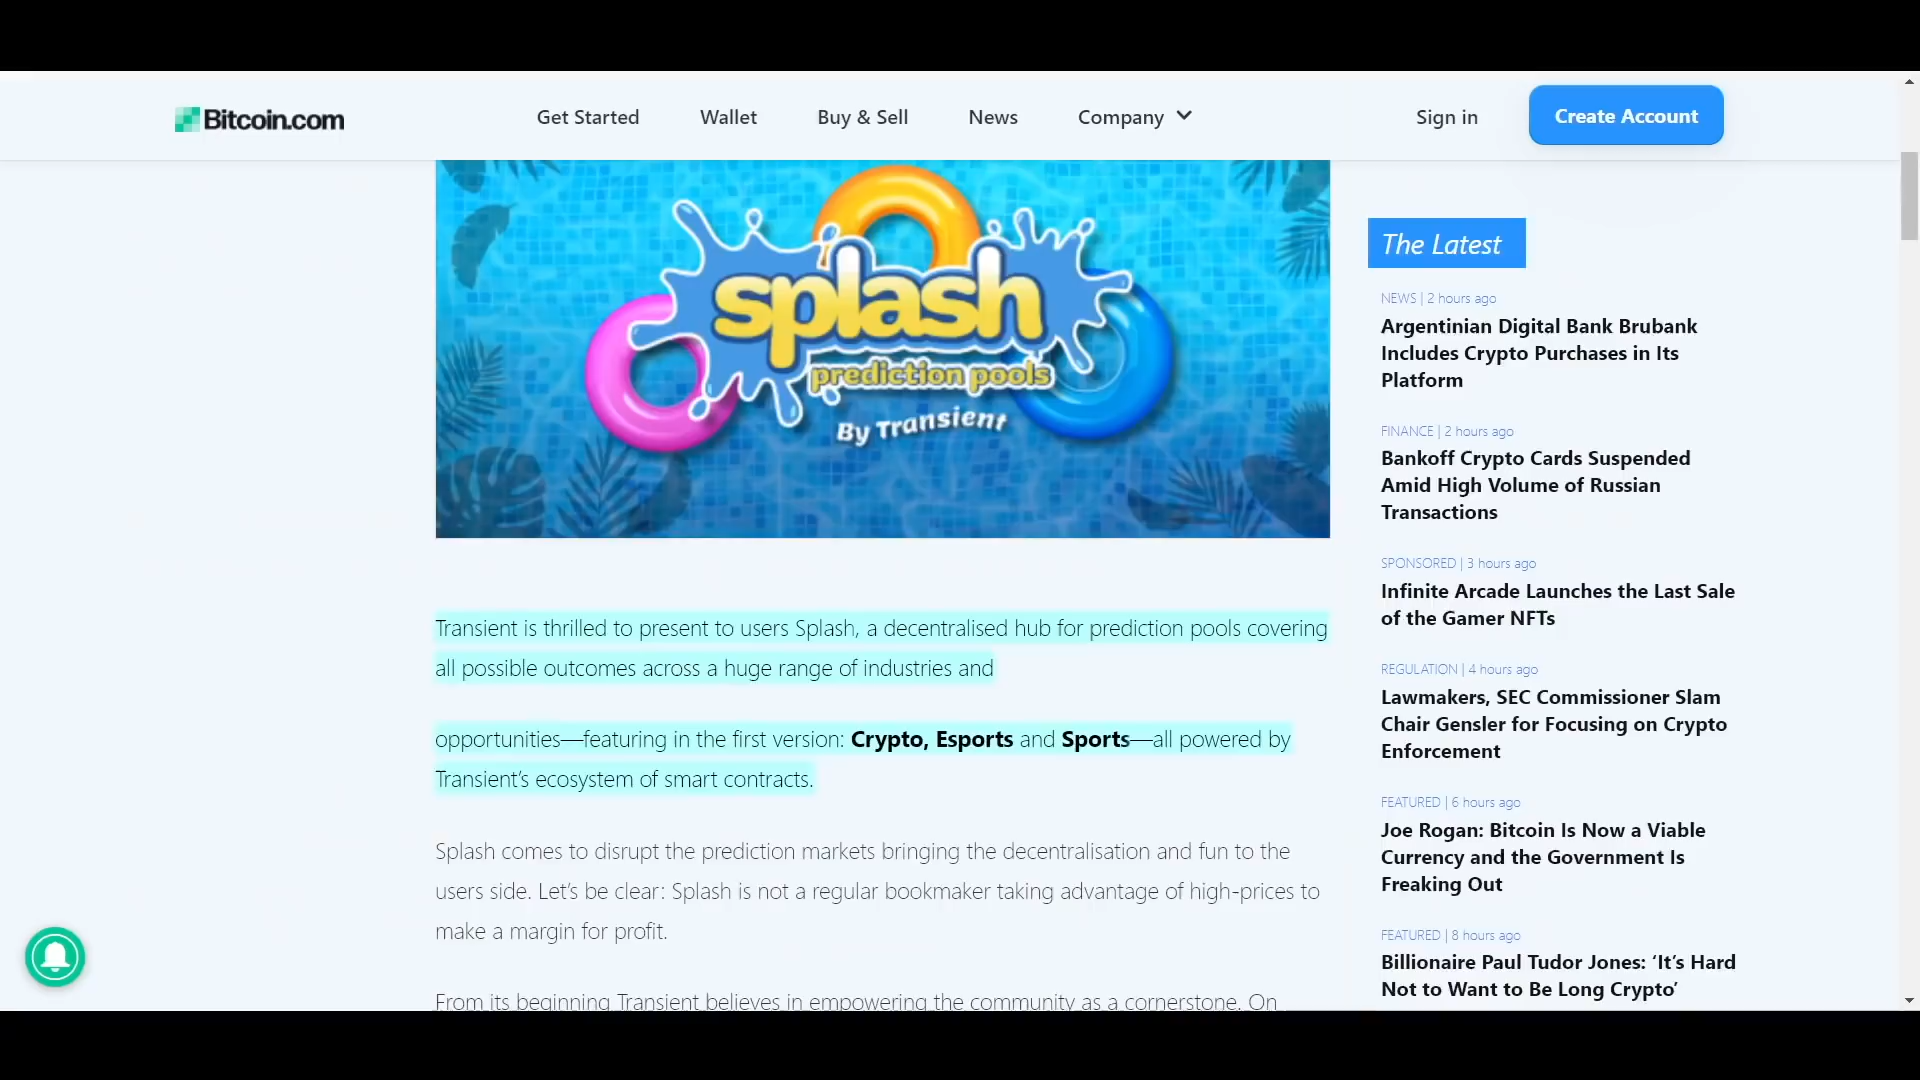 Bitcoin.com
Get Started
Wallet
Buy & Sell
News
Company
Sign in
Create Account
splash
prediction pools
By Transient
Transient is thrilled to present to users Splash, a decentralised hub for prediction pools covering
all possible outcomes across a huge range of industries and
opportunities—featuring in the first version: Crypto, Esports and Sports—all powered by
Transient’s ecosystem of smart contracts.
Splash comes to disrupt the prediction markets bringing the decentralisation and fun to the
users side. Let’s be clear: Splash is not a regular bookmaker taking advantage of high-prices to
make a margin for profit.
From its beginning Transient believes in empowering the community as a cornerstone. On
The Latest
NEWS | 2 hours ago
Argentinian Digital Bank Brubank
Includes Crypto Purchases in Its
Platform
FINANCE | 2 hours ago
Bankoff Crypto Cards Suspended
Amid High Volume of Russian
Transactions
SPONSORED | 3 hours ago
Infinite Arcade Launches the Last Sale
of the Gamer NFTs
REGULATION | 4 hours ago
Lawmakers, SEC Commissioner Slam
Chair Gensler for Focusing on Crypto
Enforcement
FEATURED | 6 hours ago
Joe Rogan: Bitcoin Is Now a Viable
Currency and the Government Is
Freaking Out
FEATURED | 8 hours ago
Billionaire Paul Tudor Jones: ‘It’s Hard
Not to Want to Be Long Crypto’